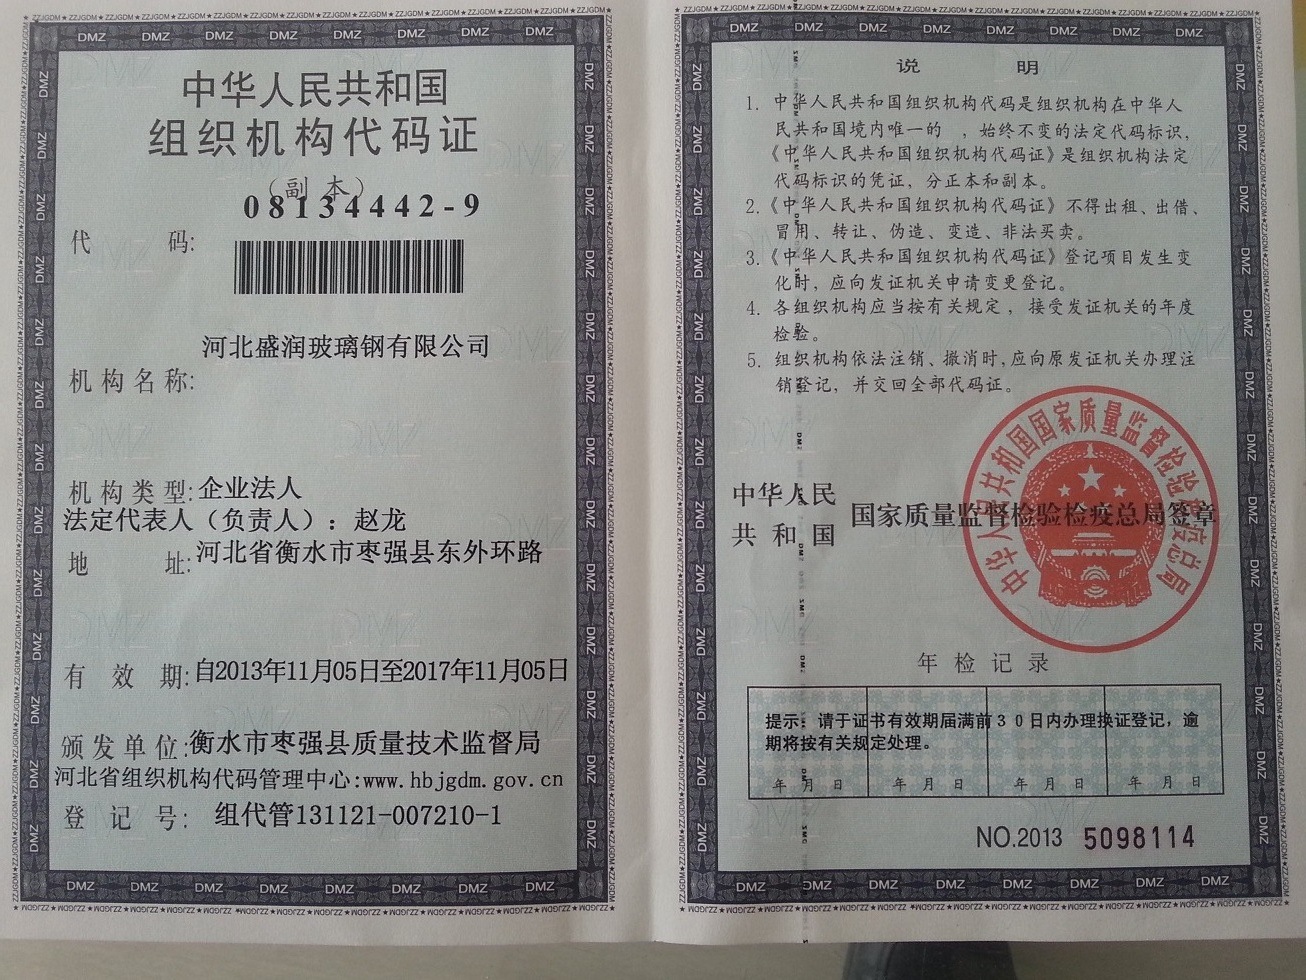 中华人民共和国
组织机构代码证
（副 本）
08134442-9
代 码:
河北盛润玻璃钢有限公司
机构名称:
机构类型:企业法人
法定代表人（负责人）：赵龙
地 址:河北省衡水市枣强县东外环路
有 效 期:自2013年11月05日至2017年11月05日
颁发单位:衡水市枣强县质量技术监督局
河北省组织机构代码管理中心:www.hbjgdm.gov.cn
登 记 号: 组代管131121-007210-1
说 明
1. 中华人民共和国组织机构代码是组织机构在中华人
民共和国境内唯一的 ，始终不变的法定代码标识，
《中华人民共和国组织机构代码证》是组织机构法定
代码标识的凭证，分正本和副本。
2.《中华人民共和国组织机构代码证》不得出租、出借、
冒用、转让、伪造、变造、非法买卖。
3.《中华人民共和国组织机构代码证》登记项目发生变
化时，应向发证机关申请变更登记。
4. 各组织机构应当按有关规定，接受发证机关的年度
检验。
5. 组织机构依法注销、撤消时,应向原发证机关办理注
销登记，并交回全部代码证。
中华人民共和国国家质量监督检验检疫总局
中华人民
共和国 国家质量监督检验检疫总局签章
年检记录
提示：请于证书有效期届满前30日内办理换证登记，逾
期将按有关规定处理。
年 月 日 年 月 日 年 月 日 年 月 日
NO.2013 5098114